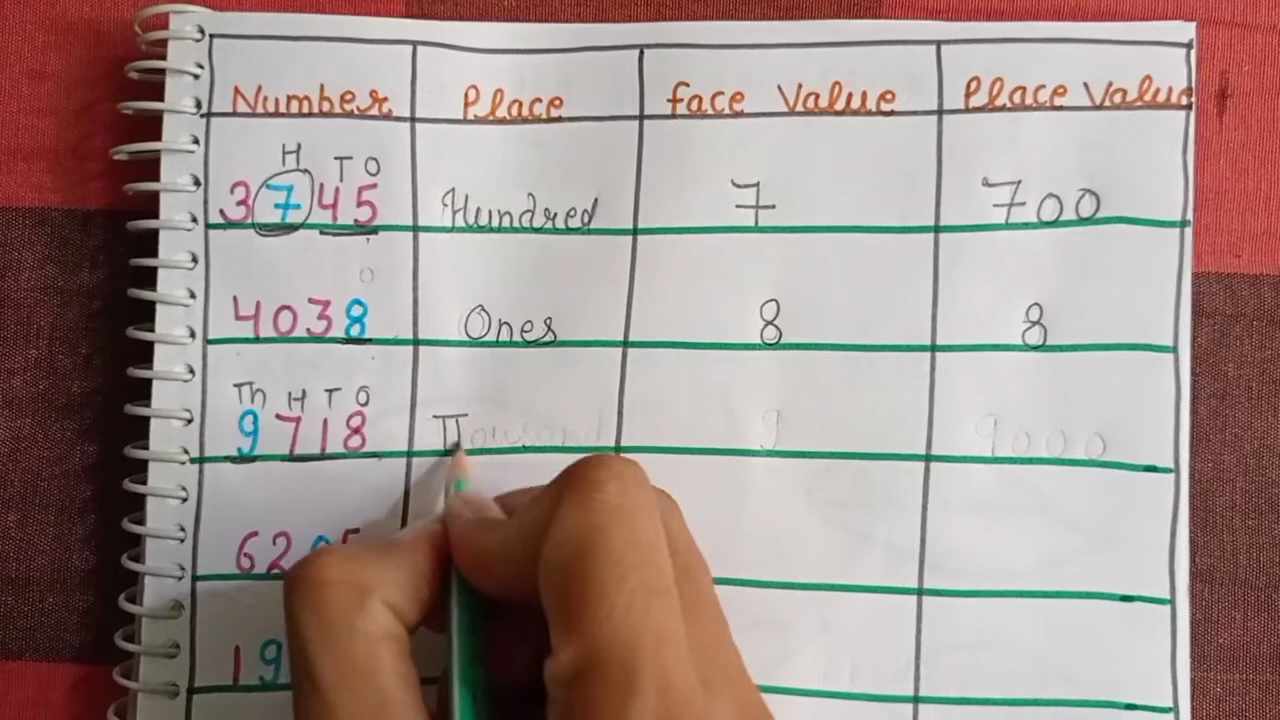 Number Place face Value Place Value
H T O
3745 Hundred 7 700
O
4038 Ones 8 8
Th H T O
9718 9 9000
62
19